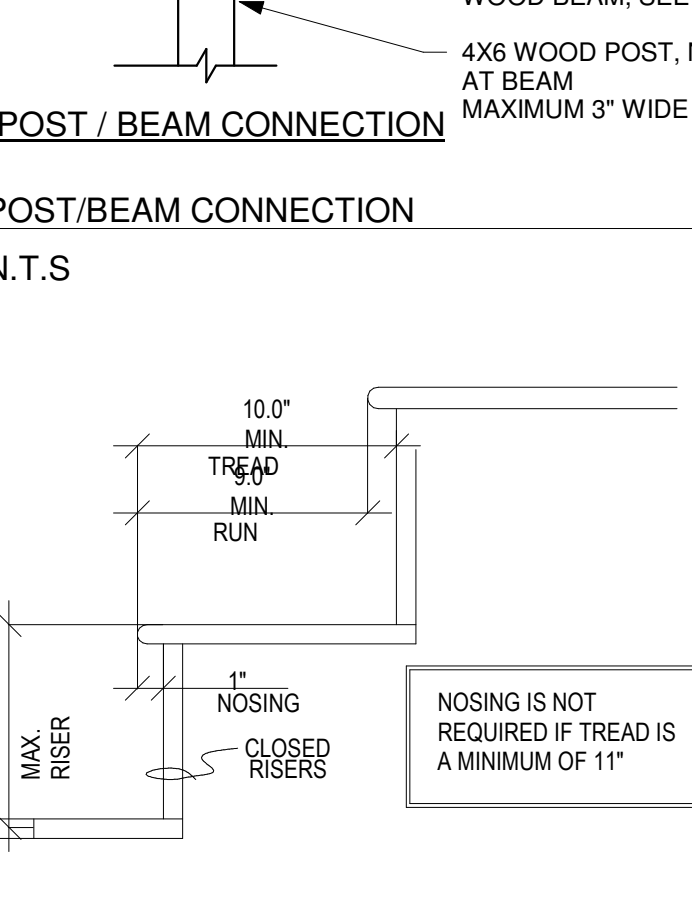 WOOD BEAM, SEE
4X6 WOOD POST,
AT BEAM
MAXIMUM 3" WIDE
POST / BEAM CONNECTION
POST/BEAM CONNECTION
N.T.S
10.0"
MIN.
TREAD
9.0"
MIN.
RUN
1"
NOSING
MAX.
RISER
CLOSED
RISERS
NOSING IS NOT
REQUIRED IF TREAD IS
A MINIMUM OF 11"